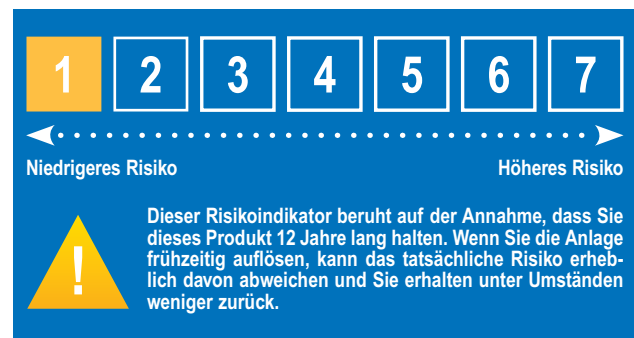 1 2 3 4 5 6 7
Niedrigeres Risiko Höheres Risiko
!
Dieser Risikoindikator beruht auf der Annahme, dass Sie
dieses Produkt 12 Jahre lang halten. Wenn Sie die Anlage
frühzeitig auflösen, kann das tatsächliche Risiko erheb-
lich davon abweichen und Sie erhalten unter Umständen
weniger zurück.